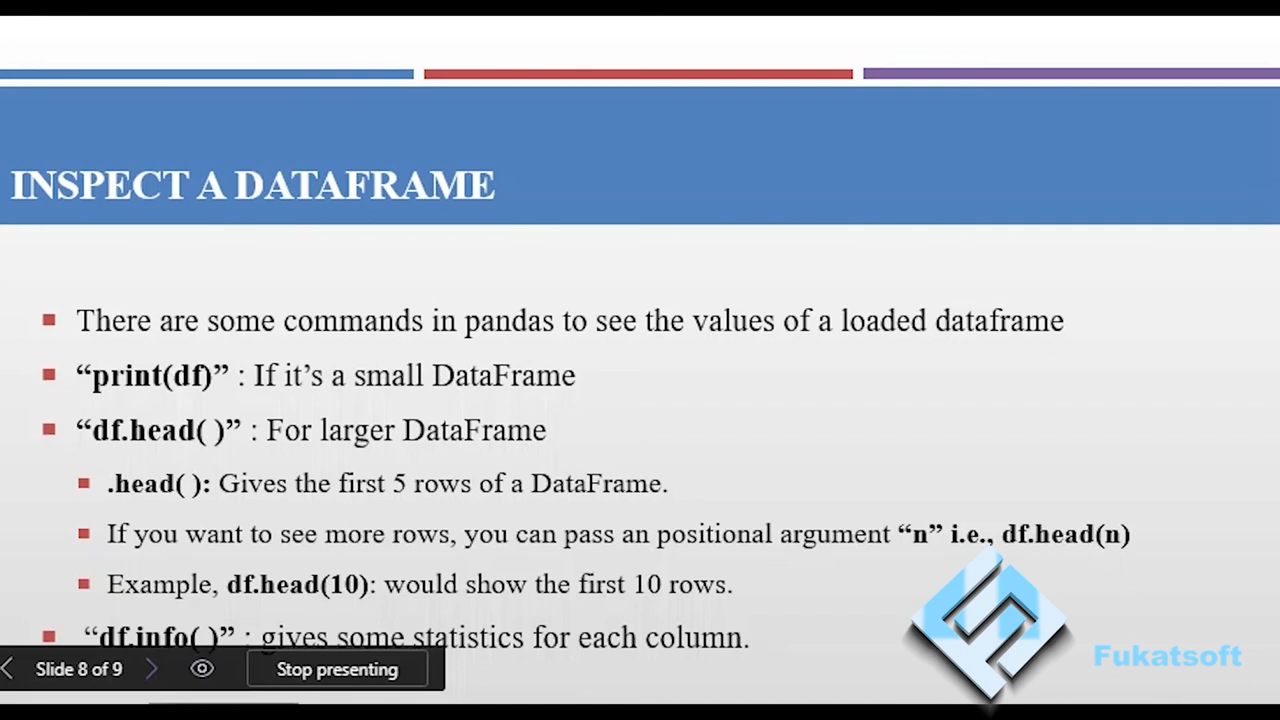 INSPECT A DATAFRAME
There are some commands in pandas to see the values of a loaded dataframe
“print(df)” : If it’s a small DataFrame
“df.head( )” : For larger DataFrame
.head( ): Gives the first 5 rows of a DataFrame.
If you want to see more rows, you can pass an positional argument “n” i.e., df.head(n)
Example, df.head(10): would show the first 10 rows.
“df.info( )” : gives some statistics for each column.
Slide 8 of 9
Stop presenting
Fukatsoft